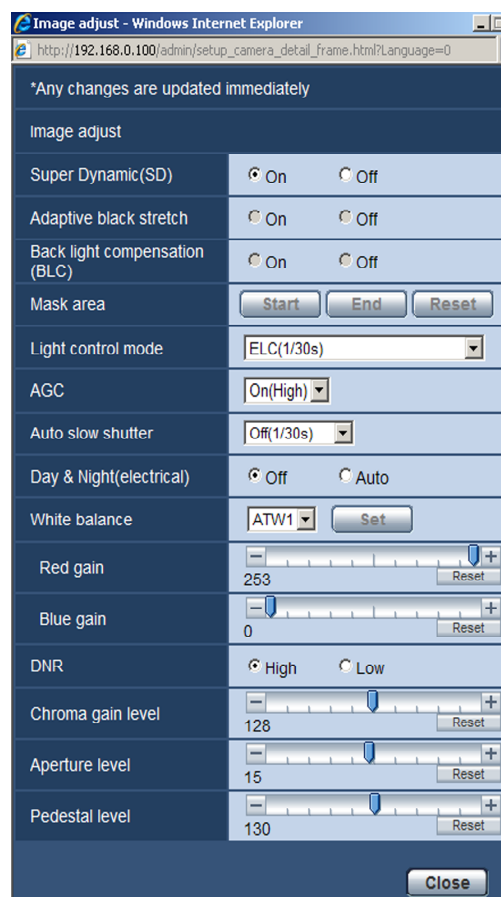 Image adjust - Windows Internet Explorer
http://192.168.0.100/admin/setup_camera_detail_frame.html?Language=0
*Any changes are updated immediately
Image adjust
Super Dynamic(SD) On Off
Adaptive black stretch On Off
Back light compensation
(BLC) On Off
Mask area Start End Reset
Light control mode ELC(1/30s)
AGC On(High)
Auto slow shutter Off(1/30s)
Day & Night(electrical) Off Auto
White balance ATW1 Set
Red gain - +
253 Reset
Blue gain - +
0 Reset
DNR High Low
Chroma gain level - +
128 Reset
Aperture level - +
15 Reset
Pedestal level - +
130 Reset
Close